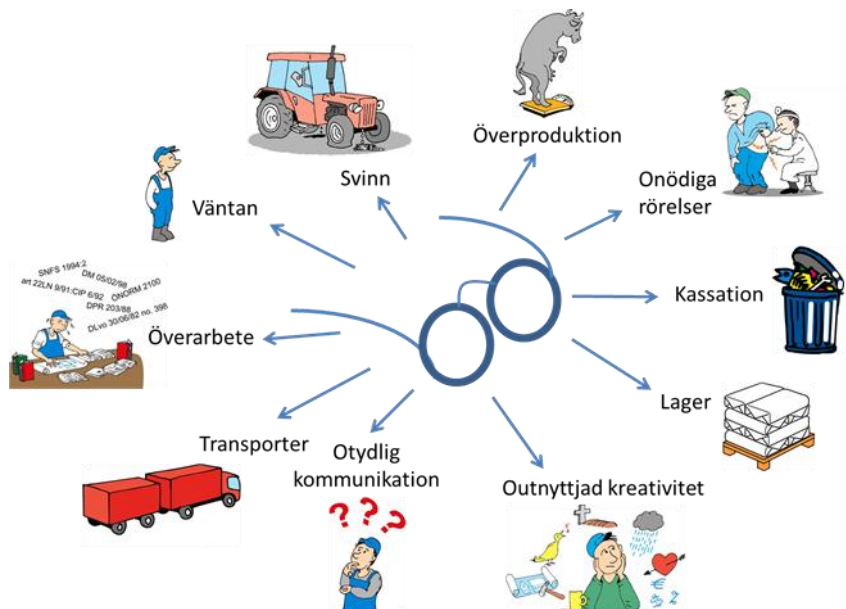 Överproduktion
Svinn
Onödiga
rörelser
Väntan
SNFS 1994:2
DM 05/02/98
art 22LN 9/91:CIP 6/92
ÖNORM 2100
DPR 203/88
DLvo 30/06/82 no. 398
Kassation
Överarbete
Lager
Transporter
Otydlig
kommunikation
Outnyttjad kreativitet
???
€